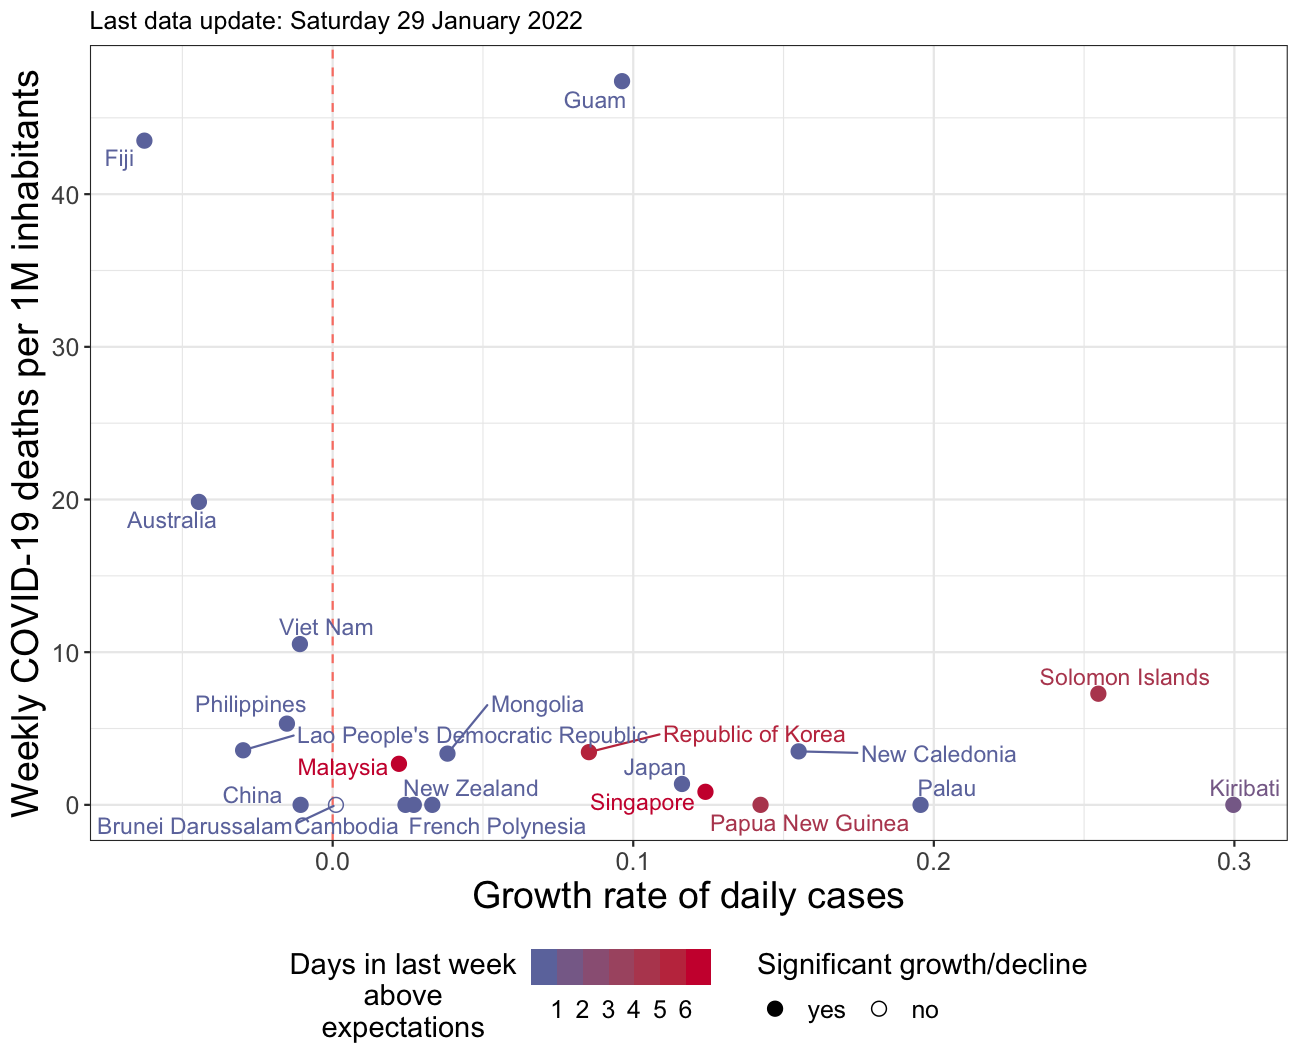 Last data update: Saturday 29 January 2022
Weekly COVID-19 deaths per 1M inhabitants
40
30
20
10
0
Guam
Fiji
Australia
Viet Nam
Solomon Islands
Philippines
Mongolia
Lao People's Democratic Republic
Republic of Korea
New Caledonia
Malaysia
Japan
China
New Zealand
Singapore
Palau
Kiribati
Brunei Darussalam
Cambodia
French Polynesia
Papua New Guinea
0.0 0.1 0.2 0.3
Growth rate of daily cases
Days in last week
above
expectations
1 2 3 4 5 6
Significant growth/decline
yes no